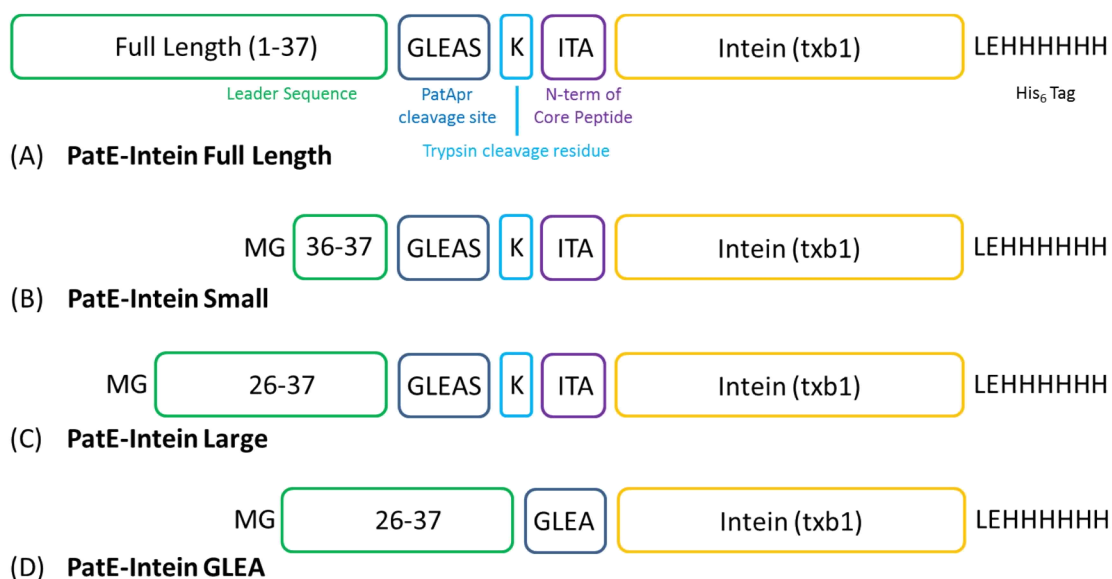 Full Length (1-37) GLEAS K ITA Intein (txb1) LEHHHHHH
Leader Sequence PatApr cleavage site N-term of Core Peptide His₆ Tag
Trypsin cleavage residue
(A) PatE-Intein Full Length
MG 36-37 GLEAS K ITA Intein (txb1) LEHHHHHH
(B) PatE-Intein Small
MG 26-37 GLEAS K ITA Intein (txb1) LEHHHHHH
(C) PatE-Intein Large
MG 26-37 GLEA Intein (txb1) LEHHHHHH
(D) PatE-Intein GLEA